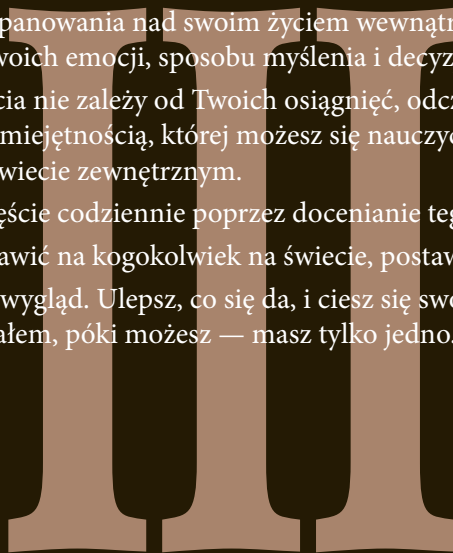 panowania nad swoim życiem wewnątr
woich emocji, sposobu myślenia i decyz
cia nie zależy od Twoich osiągnięć, odcz
miejętnością, której możesz się nauczyć
wiecie zewnętrznym.
ęście codziennie poprzez docenianie teg
awić na kogokolwiek na świecie, postaw
wygląd. Ulepsz, co się da, i ciesz się swo
ałem, póki możesz — masz tylko jedno.